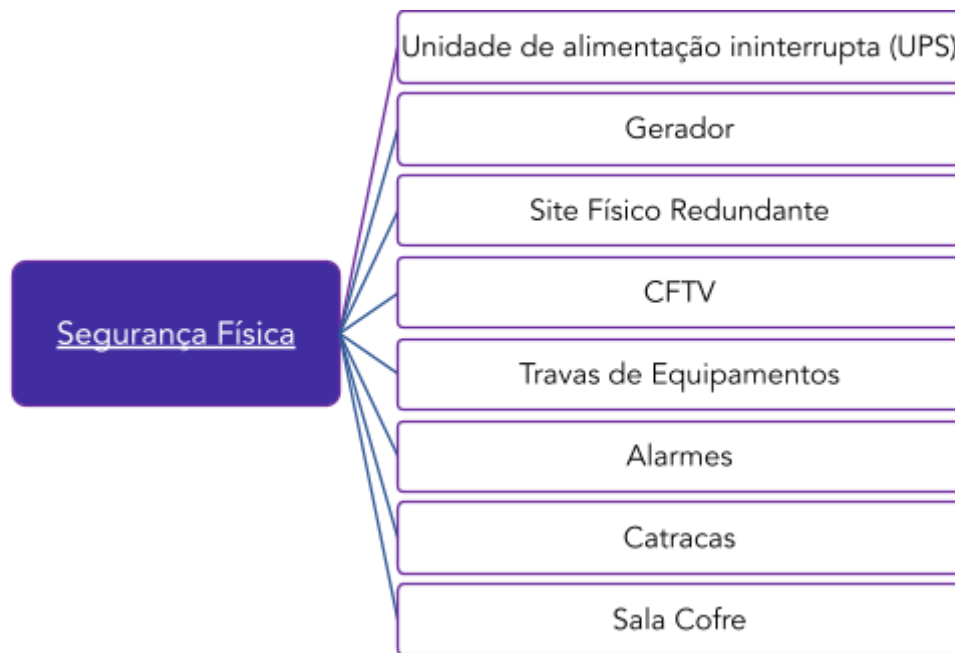 Unidade de alimentação ininterrupta (UPS)
Gerador
Site Físico Redundante
CFTV
Segurança Física
Travas de Equipamentos
Alarmes
Catracas
Sala Cofre